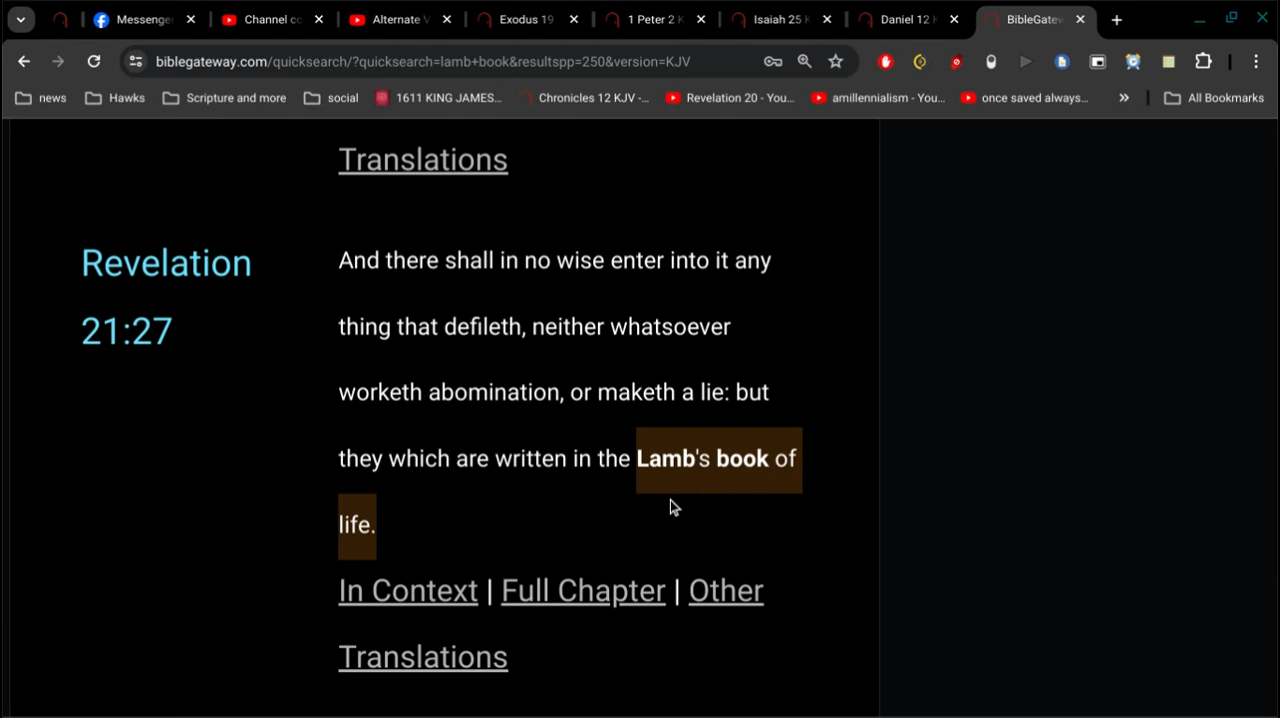 Messenge
Channel co
Alternate V
Exodus 19
1 Peter 2 K
Isaiah 25 K
Daniel 12 K
BibleGatew
biblegateway.com/quicksearch/?quicksearch=lamb+book&resultspp=250&version=KJV
news
Hawks
Scripture and more
social
1611 KING JAMES...
Chronicles 12 KJV -...
Revelation 20 - You...
amillennialism - You...
once saved always...
»
All Bookmarks
Translations
Revelation
21:27
And there shall in no wise enter into it any
thing that defileth, neither whatsoever
worketh abomination, or maketh a lie: but
they which are written in the Lamb's book of
life.
In Context | Full Chapter | Other
Translations